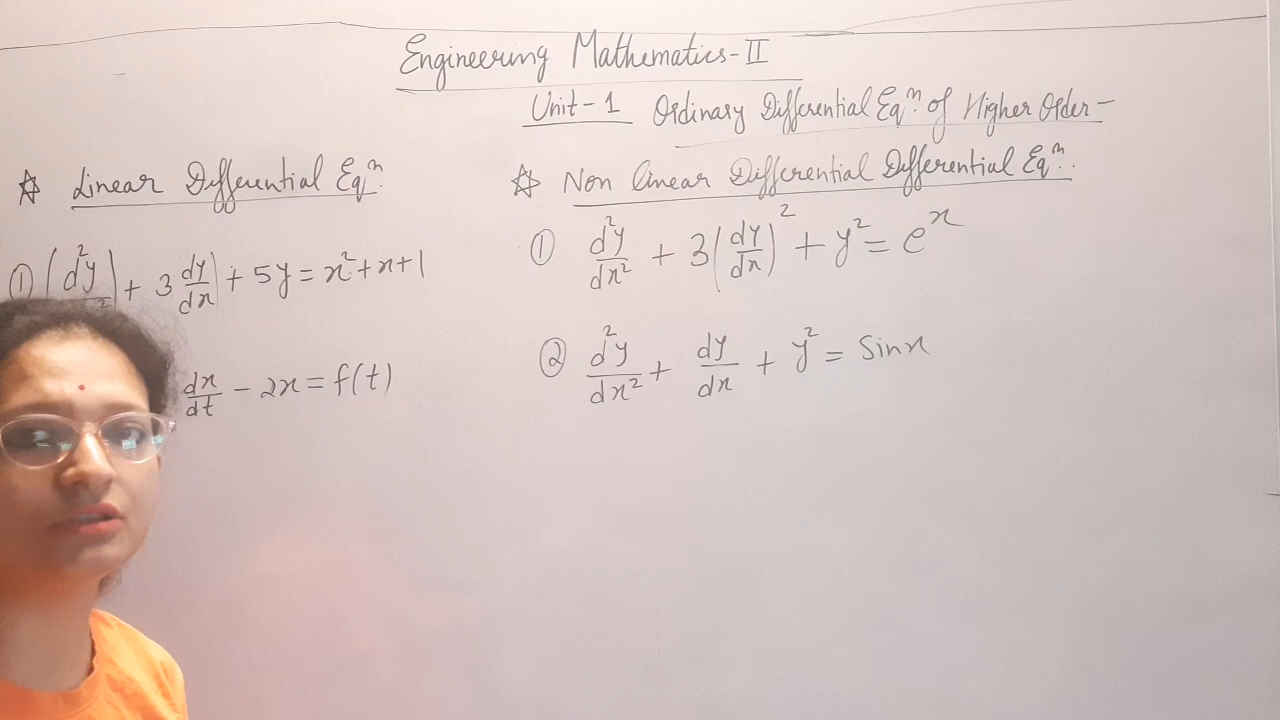 Engineering Mathematics-II
Unit-1 Ordinary Differential Eqn. of Higher Order-
☆ Linear Differential Eqn.
① (d²y/ ²) + 3 dy/dx + 5y = x² + x + 1
dx/dt - 2x = f(t)
☆ Non linear Differential Differential Eqn.
① d²y/dx² + 3(dy/dx)² + y² = e^x
② d²y/dx² + dy/dx + y² = Sinx